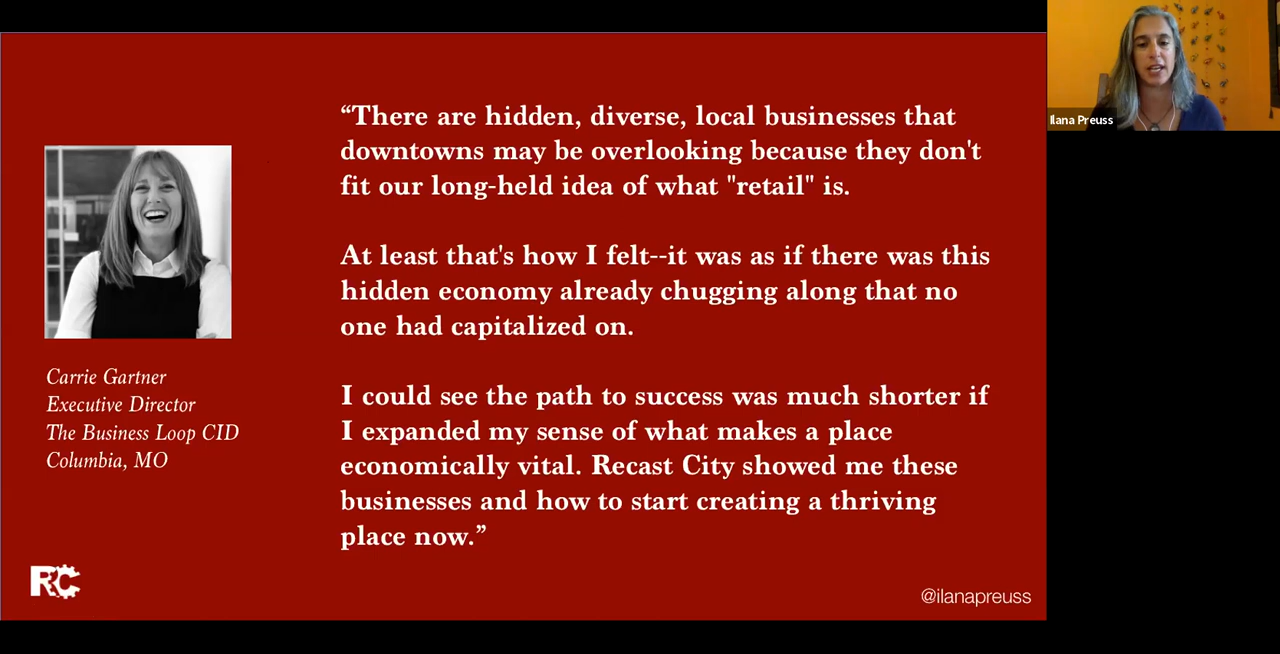 “There are hidden, diverse, local businesses that
downtowns may be overlooking because they don't
fit our long-held idea of what "retail" is.
At least that's how I felt--it was as if there was this
hidden economy already chugging along that no
one had capitalized on.
I could see the path to success was much shorter if
I expanded my sense of what makes a place
economically vital. Recast City showed me these
businesses and how to start creating a thriving
place now.”
Carrie Gartner
Executive Director
The Business Loop CID
Columbia, MO
RC
@ilanapreuss
Ilana Preuss